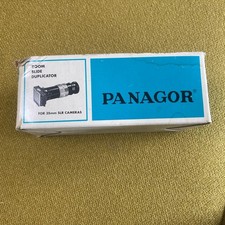 ZOOM
SLIDE
DUPLICATOR
FOR 35mm SLR CAMERAS
PANAGOR